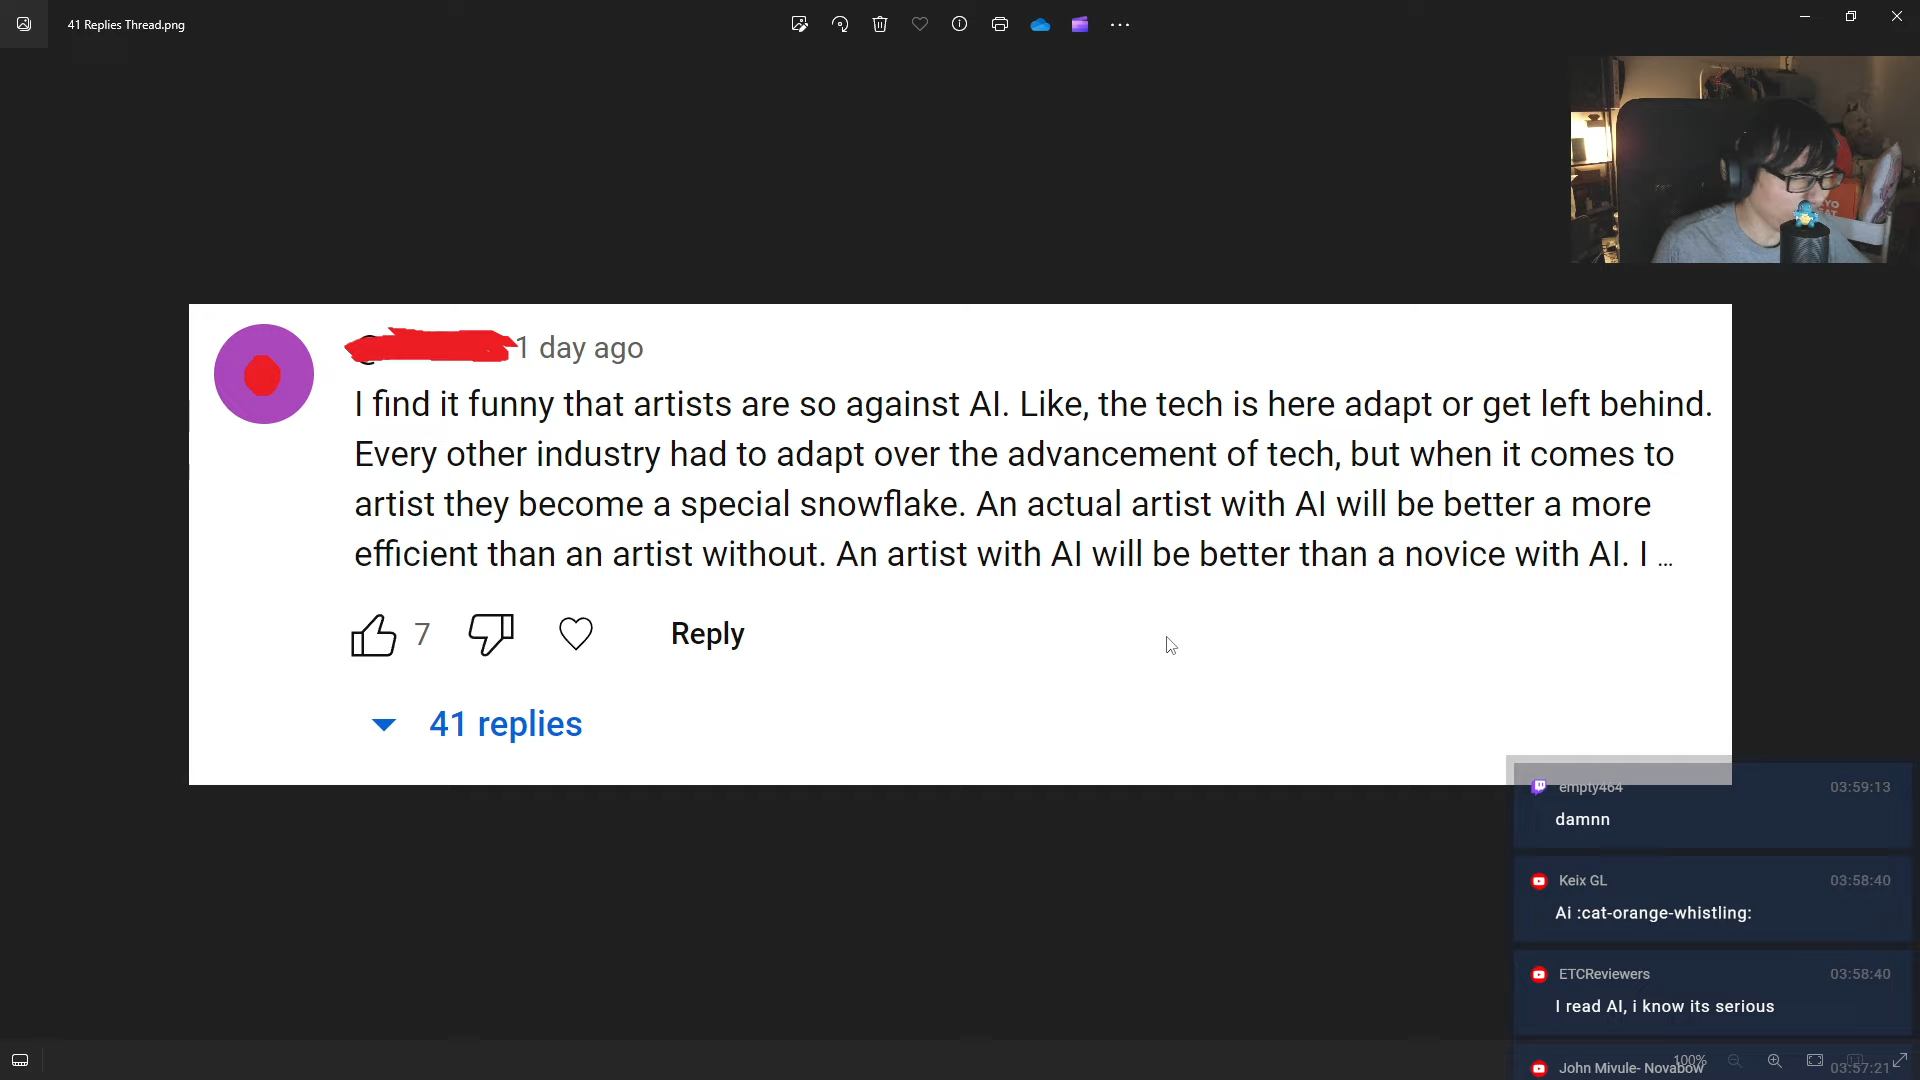 41 Replies Thread.png
1 day ago
I find it funny that artists are so against AI. Like, the tech is here adapt or get left behind.
Every other industry had to adapt over the advancement of tech, but when it comes to
artist they become a special snowflake. An actual artist with AI will be better a more
efficient than an artist without. An artist with AI will be better than a novice with AI. I ...
7
Reply
41 replies
empty464 03:59:13
damnn
Keix GL 03:58:40
Ai :cat-orange-whistling:
ETCReviewers 03:58:40
I read AI, i know its serious
John Mivule- Novabow 03:57:21
100%